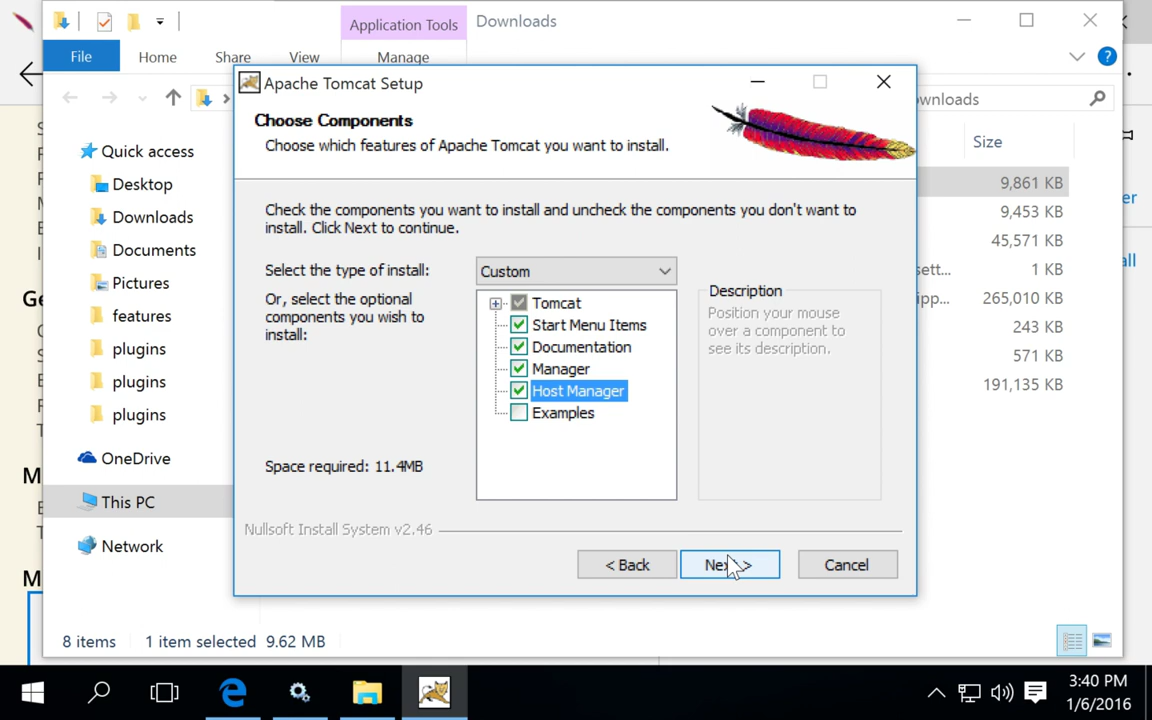 Application Tools
Downloads
File
Home
Share
View
Manage
?
ownloads
Apache Tomcat Setup
Choose Components
Choose which features of Apache Tomcat you want to install.
Check the components you want to install and uncheck the components you don't want to
install. Click Next to continue.
Select the type of install:
Custom
Or, select the optional
components you wish to
install:
Tomcat
Start Menu Items
Documentation
Manager
Host Manager
Examples
Description
Position your mouse
over a component to
see its description.
Space required: 11.4MB
Nullsoft Install System v2.46
< Back
Next >
Cancel
Quick access
Desktop
Downloads
Documents
Pictures
features
plugins
plugins
plugins
OneDrive
This PC
Network
Size
9,861 KB
9,453 KB
45,571 KB
sett...
1 KB
ipp...
265,010 KB
243 KB
571 KB
191,135 KB
er
all
Ge
M
M
8 items
1 item selected 9.62 MB
3:40 PM
1/6/2016